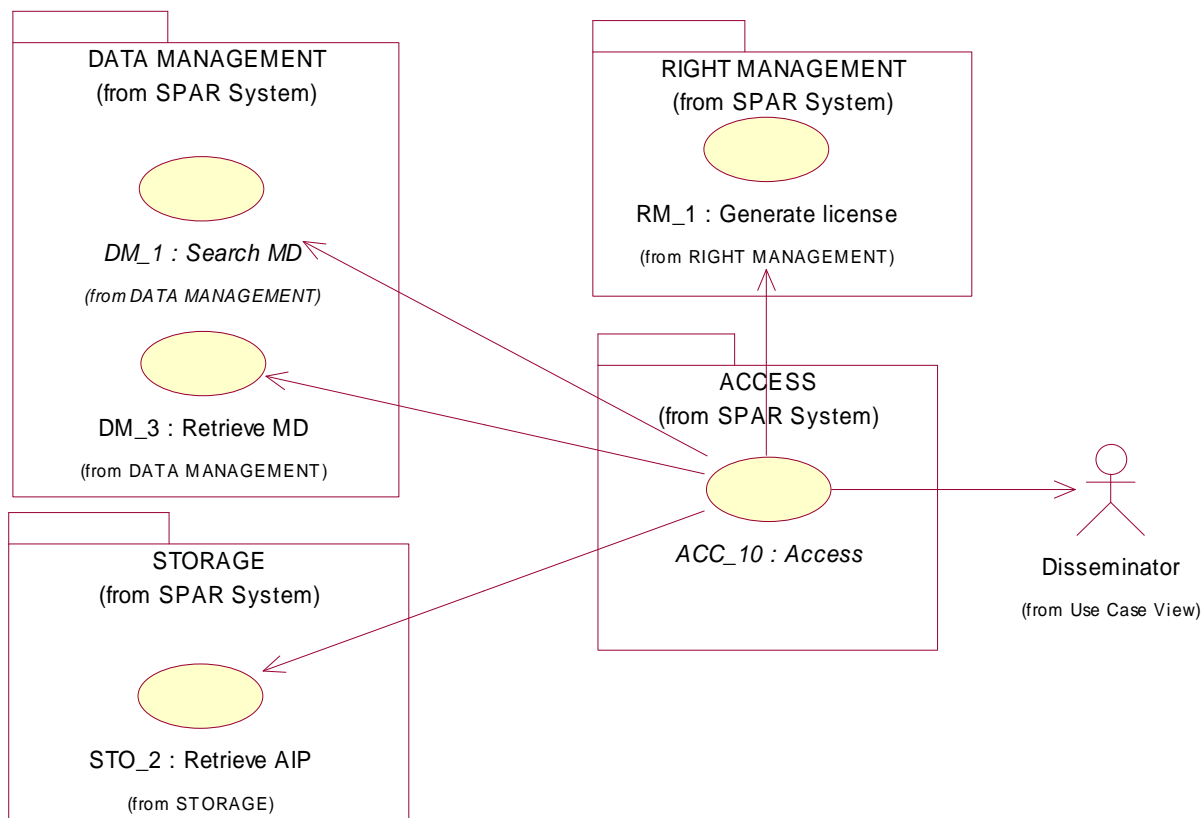 DATA MANAGEMENT
(from SPAR System)
DM_1 : Search MD
(from DATA MANAGEMENT)
DM_3 : Retrieve MD
(from DATA MANAGEMENT)
RIGHT MANAGEMENT
(from SPAR System)
RM_1 : Generate license
(from RIGHT MANAGEMENT)
ACCESS
(from SPAR System)
ACC_10 : Access
Disseminator
(from Use Case View)
STORAGE
(from SPAR System)
STO_2 : Retrieve AIP
(from STORAGE)